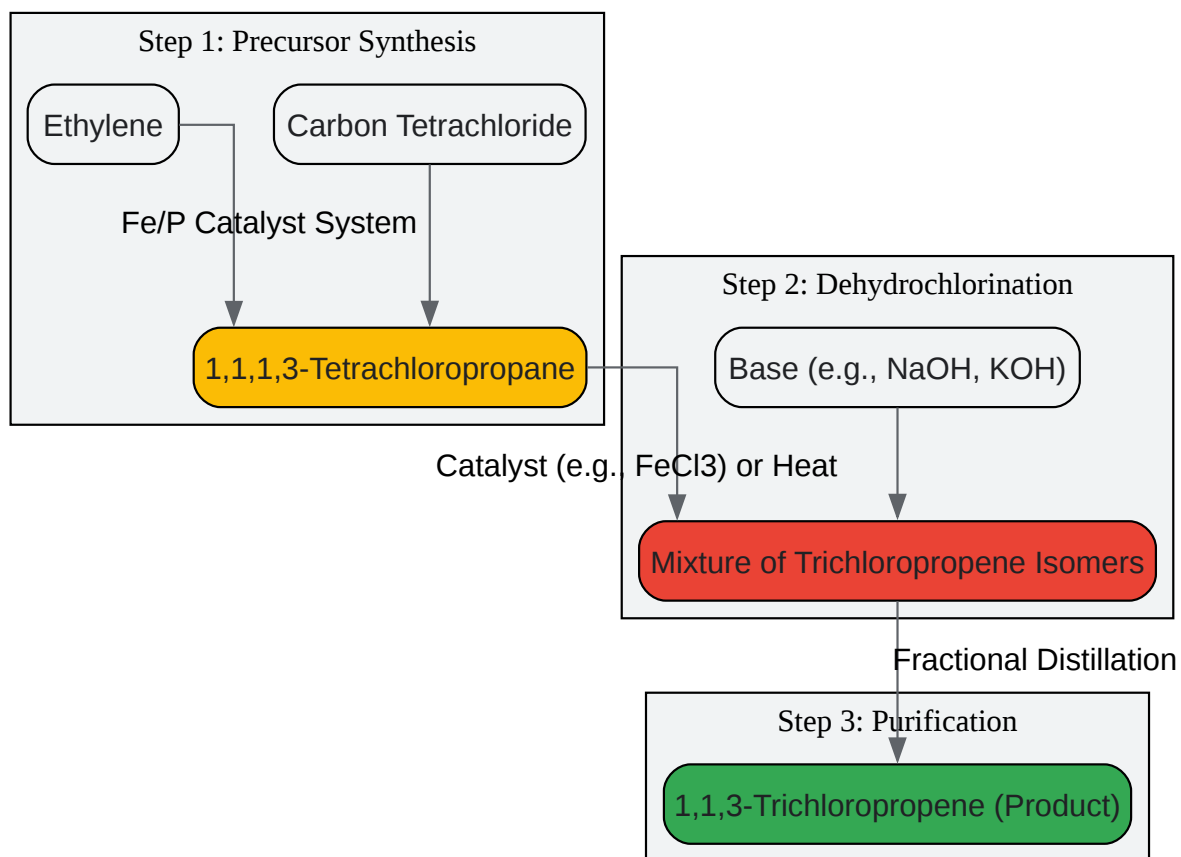 Step 1: Precursor Synthesis
Ethylene
Carbon Tetrachloride
Fe/P Catalyst System
1,1,1,3-Tetrachloropropane
Step 2: Dehydrochlorination
Base (e.g., NaOH, KOH)
Catalyst (e.g., FeCl3) or Heat
Mixture of Trichloropropene Isomers
Fractional Distillation
Step 3: Purification
1,1,3-Trichloropropene (Product)